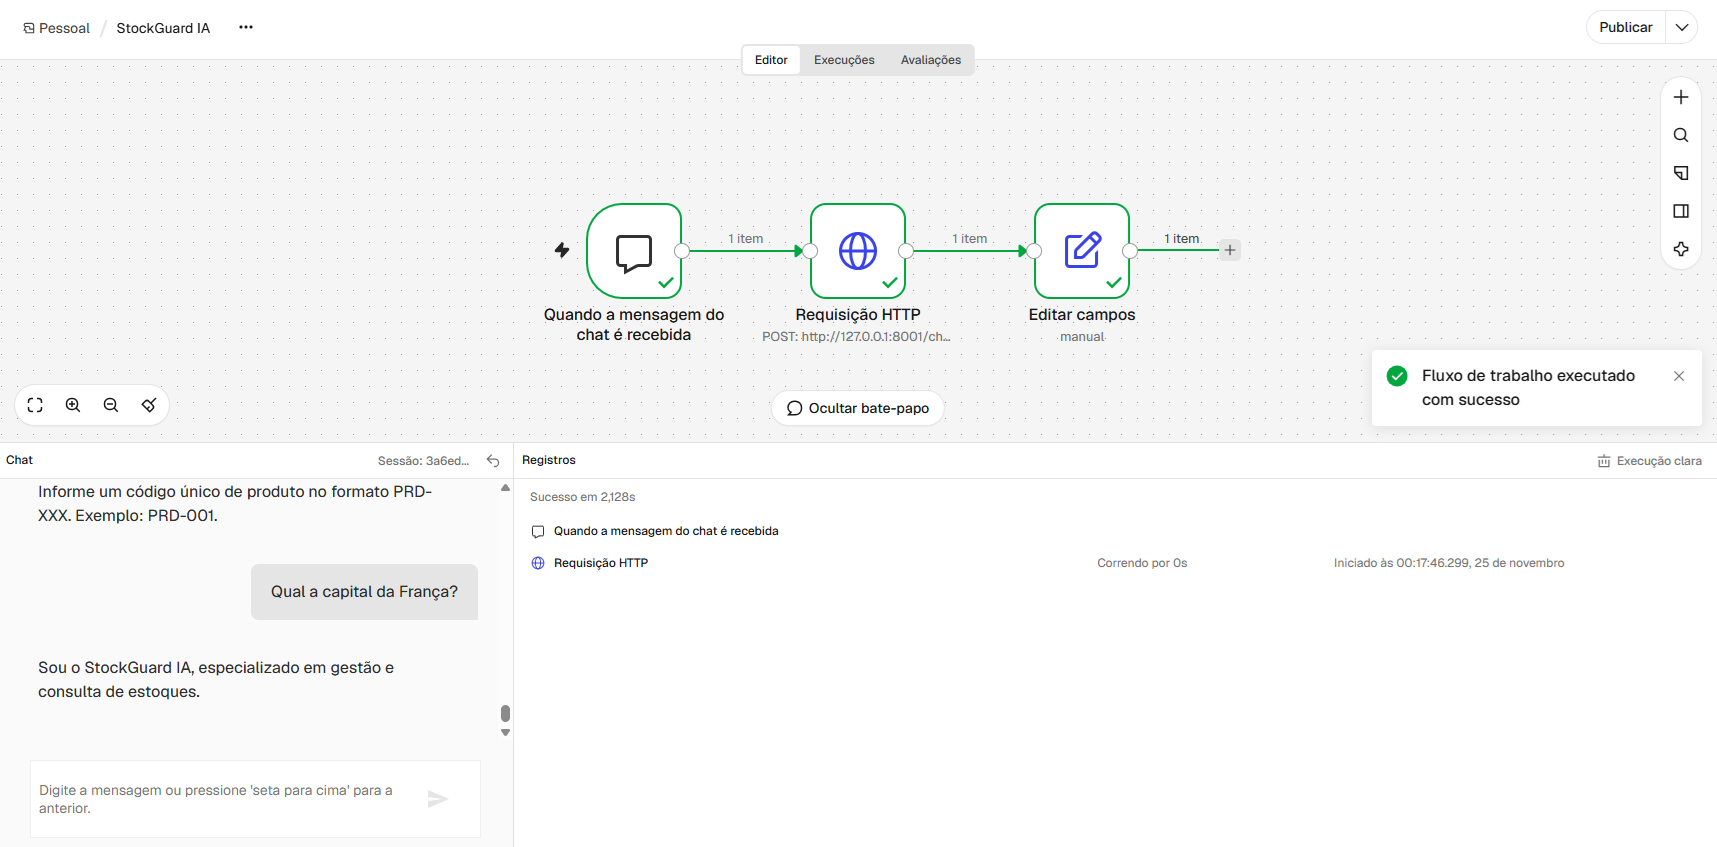 Pessoal / StockGuard IA
Publicar
Editor Execuções Avaliações
1 item
1 item
1 item
Quando a mensagem do
chat é recebida
Requisição HTTP
POST: http://127.0.0.1:8001/ch...
Editar campos
manual
Fluxo de trabalho executado
com sucesso
Ocultar bate-papo
Chat
Sessão: 3a6ed...
Informe um código único de produto no formato PRD-
XXX. Exemplo: PRD-001.
Qual a capital da França?
Sou o StockGuard IA, especializado em gestão e
consulta de estoques.
Digite a mensagem ou pressione 'seta para cima' para a
anterior.
Registros
Execução clara
Sucesso em 2,128s
Quando a mensagem do chat é recebida
Requisição HTTP Correndo por 0s Iniciado às 00:17:46.299, 25 de novembro